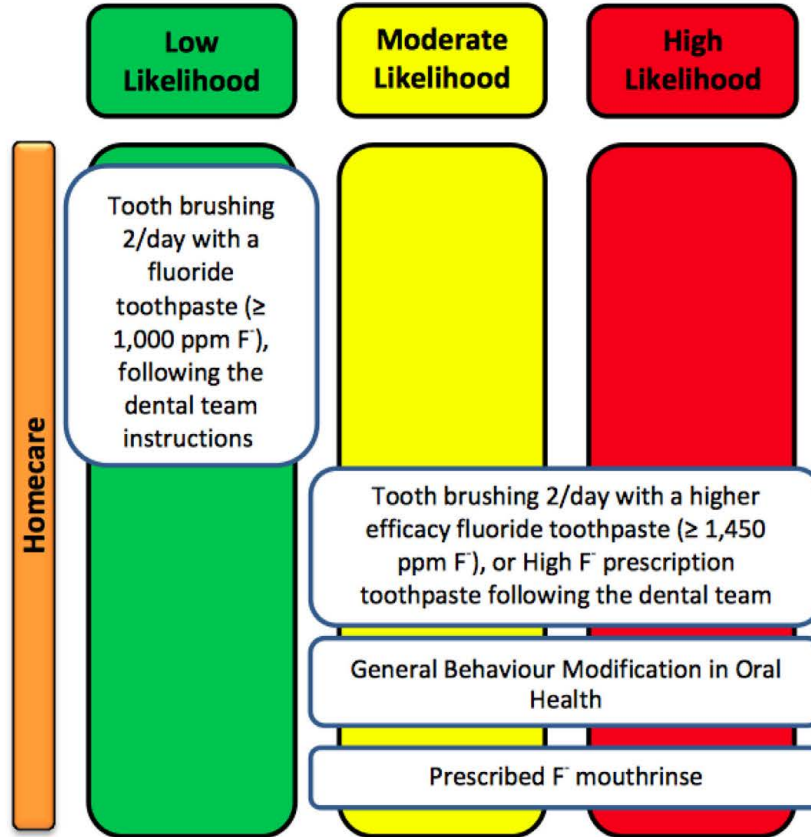 Low
Likelihood
Moderate
Likelihood
High
Likelihood
Homecare
Tooth brushing
2/day with a
fluoride
toothpaste (≥
1,000 ppm F⁻),
following the
dental team
instructions
Tooth brushing 2/day with a higher
efficacy fluoride toothpaste (≥ 1,450
ppm F⁻), or High F⁻ prescription
toothpaste following the dental team
General Behaviour Modification in Oral
Health
Prescribed F⁻ mouthrinse